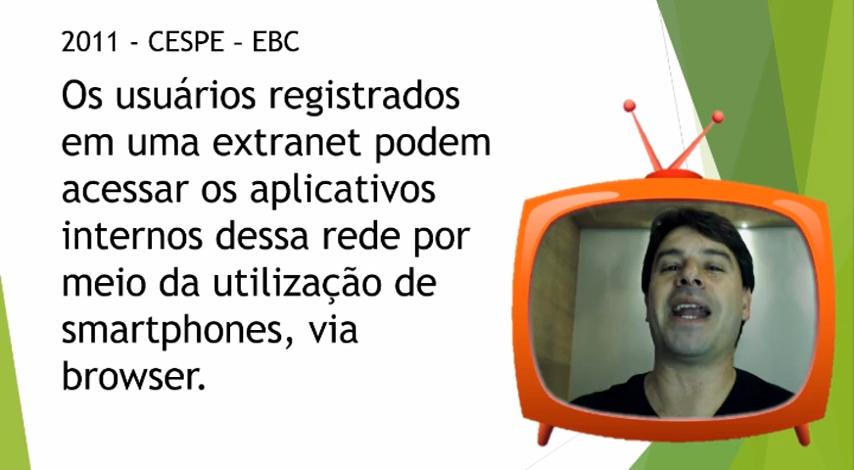 2011 - CESPE – EBC
Os usuários registrados
em uma extranet podem
acessar os aplicativos
internos dessa rede por
meio da utilização de
smartphones, via
browser.